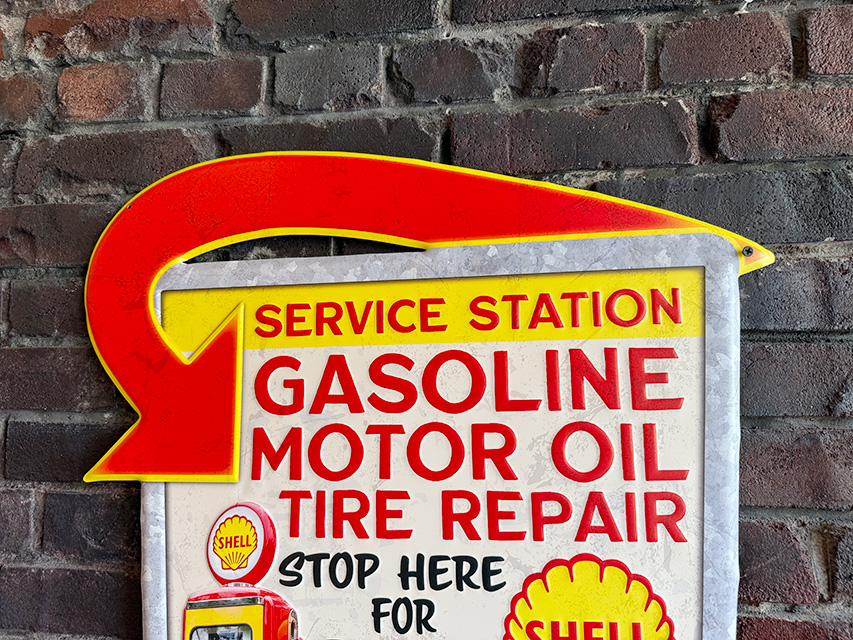 SERVICE STATION
GASOLINE
MOTOR OIL
TIRE REPAIR
SHELL
STOP HERE
FOR
SHELL